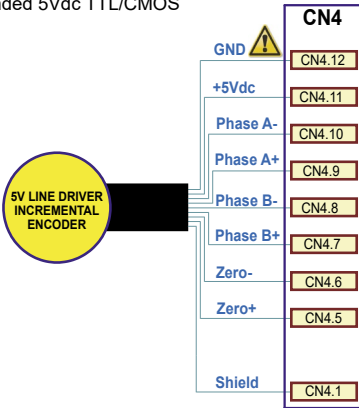 5Vdc TTL/CMOS
CN4
GND
CN4.12
+5Vdc
CN4.11
Phase A-
CN4.10
Phase A+
CN4.9
Phase B-
CN4.8
Phase B+
CN4.7
Zero-
CN4.6
Zero+
CN4.5
Shield
CN4.1
5V LINE DRIVER
INCREMENTAL
ENCODER